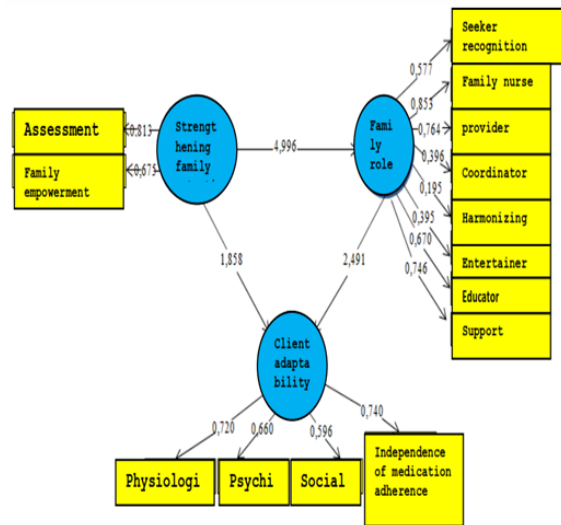 Seeker
recognition
Family nurse
provider
Coordinator
Harmonizing
Entertainer
Educator
Support
0,577
0,853
0,764
0,396
0,195
0,395
0,670
0,746
Assessment
Family
empowerment
0,813
0,675
Strengt
hening
family
4,996
Fami
ly
role
1,858
2,491
Client
adapta
bility
0,720
0,660
0,596
0,740
Physiologi
Psychi
Social
Independence
of medication
adherence